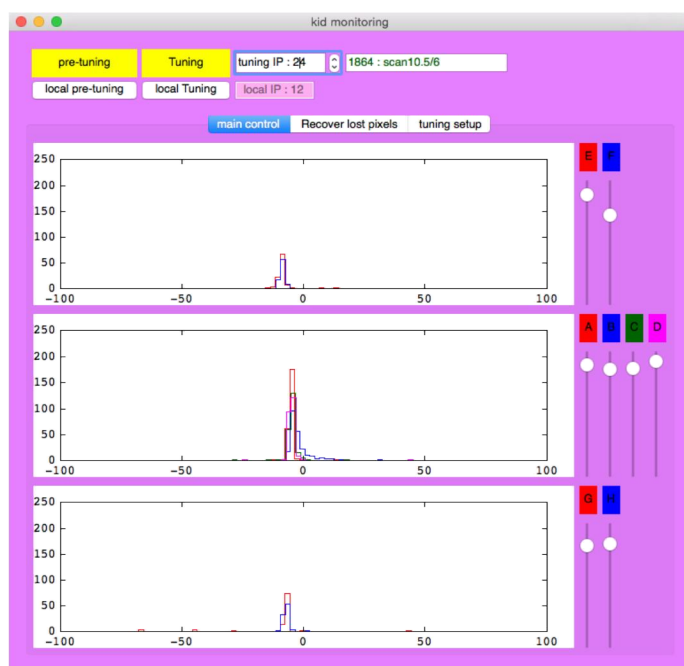 kid monitoring
pre-tuning Tuning tuning IP : 24 1864 : scan10.5/6
local pre-tuning local Tuning local IP : 12
main control Recover lost pixels tuning setup
E F
250
200
150
100
50
0
-100 -50 0 50 100
A B C D
250
200
150
100
50
0
-100 -50 0 50 100
G H
250
200
150
100
50
0
-100 -50 0 50 100